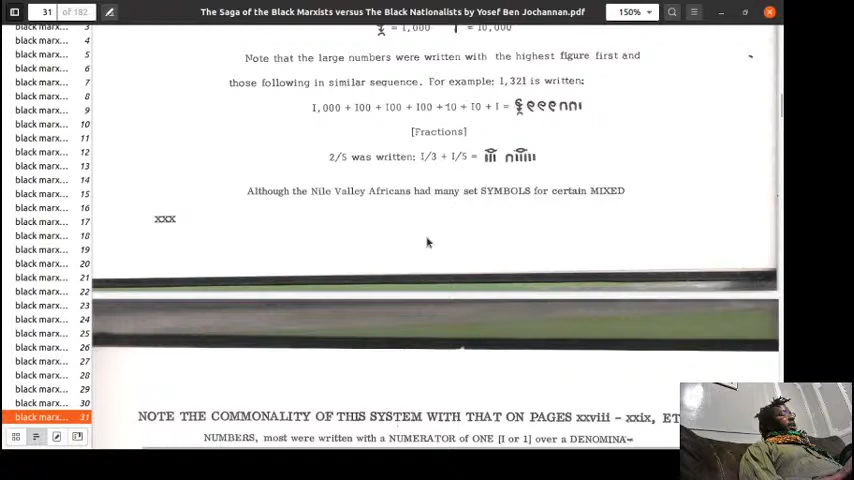 31 of 182
The Saga of the Black Marxists versus The Black Nationalists by Yosef Ben Jochannan.pdf
150%
3
black marx... 4
black marx... 5
black marx... 6
black marx... 7
black marx... 8
black marx... 9
black marx... 10
black marx... 11
black marx... 12
black marx... 13
black marx... 14
black marx... 15
black marx... 16
black marx... 17
black marx... 18
black marx... 19
black marx... 20
black marx... 21
black marx... 22
black marx... 23
black marx... 24
black marx... 25
black marx... 26
black marx... 27
black marx... 28
black marx... 29
black marx... 30
black marx... 31
= 1,000 = 10,000
Note that the large numbers were written with the highest figure first and
those following in similar sequence. For example: 1,321 is written:
1,000 + 100 + 100 + 100 + 10 + 10 + 1 =
[Fractions]
2/5 was written: 1/3 + 1/5 =
Although the Nile Valley Africans had many set SYMBOLS for certain MIXED
xxx
NOTE THE COMMONALITY OF THIS SYSTEM WITH THAT ON PAGES xxviii - xxix, ET
NUMBERS, most were written with a NUMERATOR of ONE [I or 1] over a DENOMINA-